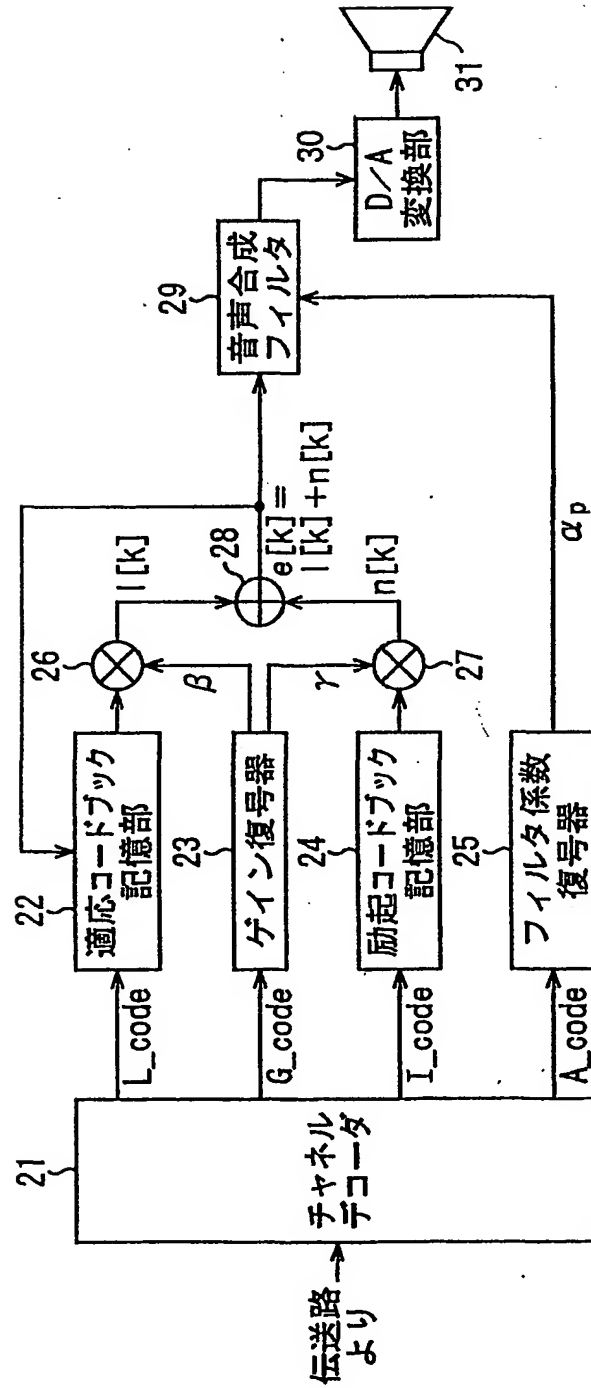 伝送路
より
21
チャネル
デコーダ
L_code
G_code
I_code
A_code
22
適応コードブック
記憶部
23
ゲイン復号器
24
励起コードブック
記憶部
25
フィルタ係数
復号器
26
β
γ
27
l[k]
28
e[k]=
l[k]+n[k]
n[k]
αp
29
音声合成
フィルタ
30
D/A
変換部
31